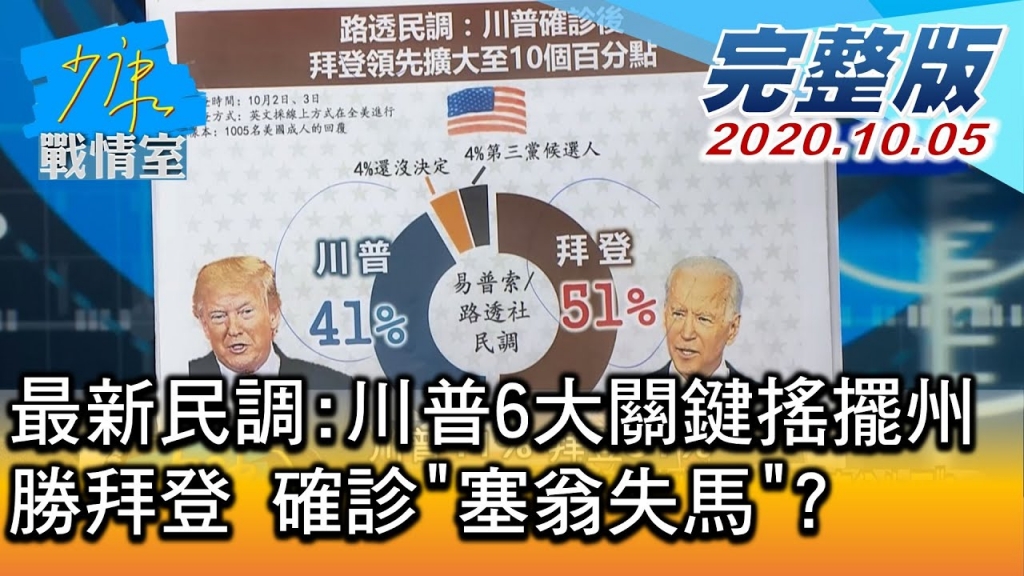 少康
戰情室
完整版
2020.10.05
路透民調：川普確診後
拜登領先擴大至10個百分點
時間：10月2日、3日
方式：英文採線上方式在全美進行
樣本：1005名美國成人的回覆
4%還沒決定
4%第三黨候選人
川普
41%
拜登
51%
易普索/
路透社
民調
最新民調：川普6大關鍵搖擺州
勝拜登 確診"塞翁失馬"?